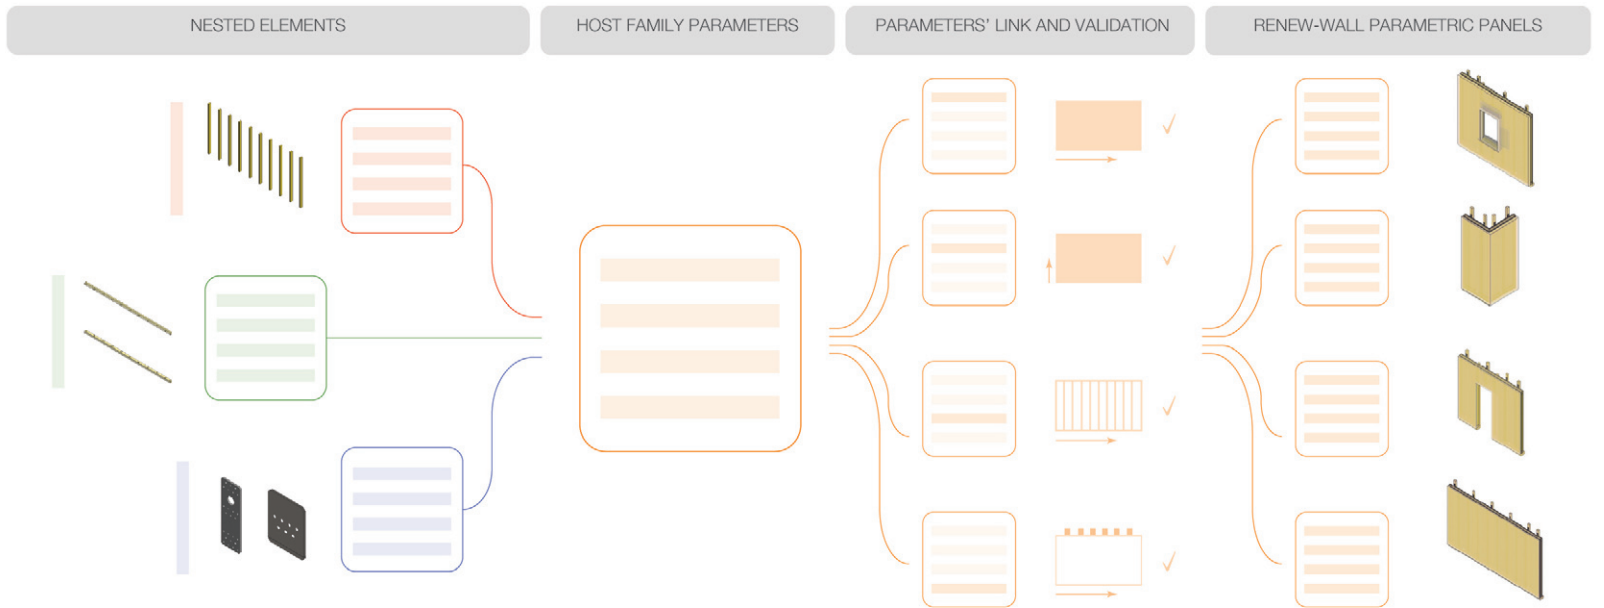 NESTED ELEMENTS
HOST FAMILY PARAMETERS
PARAMETERS’ LINK AND VALIDATION
RENEW-WALL PARAMETRIC PANELS